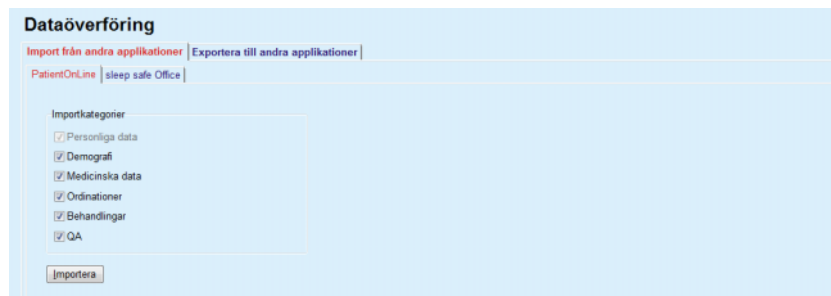 Dataöverföring
Import från andra applikationer Exportera till andra applikationer
PatientOnLine sleep safe Office
Importkategorier
Personliga data
Demografi
Medicinska data
Ordinationer
Behandlingar
QA
Importera